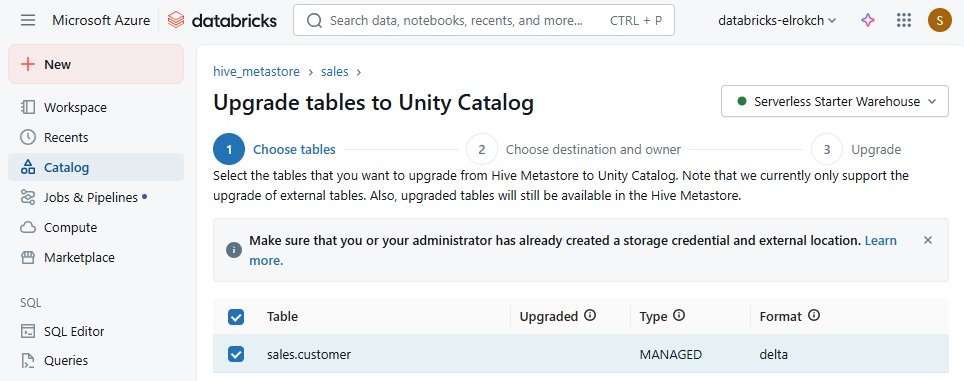 Microsoft Azure databricks Search data, notebooks, recents, and more... CTRL + P databricks-elrokch S
New
Workspace
Recents
Catalog
Jobs & Pipelines
Compute
Marketplace
SQL
SQL Editor
Queries
hive_metastore > sales >
Upgrade tables to Unity Catalog
Serverless Starter Warehouse
1 Choose tables 2 Choose destination and owner 3 Upgrade
Select the tables that you want to upgrade from Hive Metastore to Unity Catalog. Note that we currently only support the
upgrade of external tables. Also, upgraded tables will still be available in the Hive Metastore.
Make sure that you or your administrator has already created a storage credential and external location. Learn
more.
Table Upgraded Type Format
sales.customer MANAGED delta